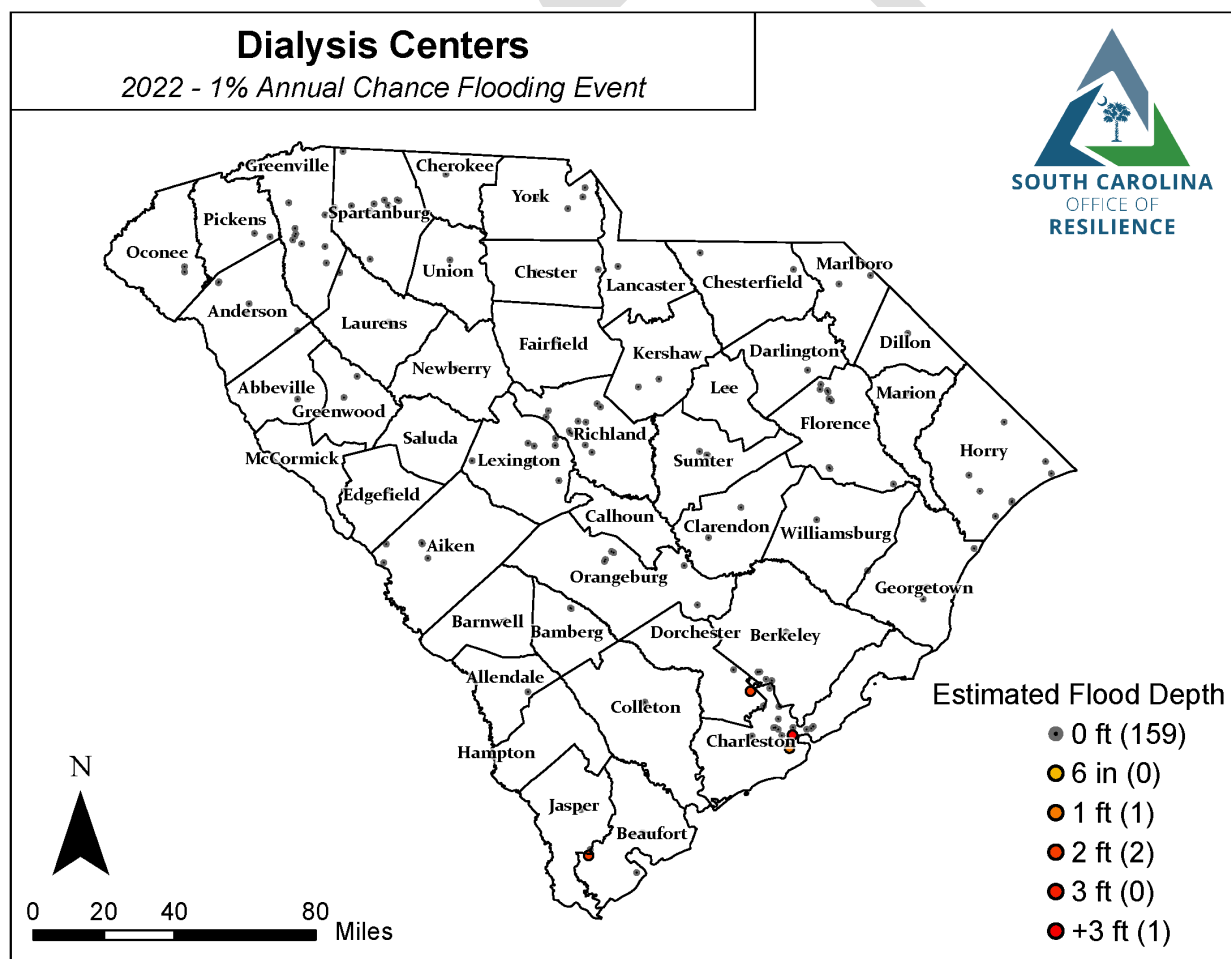 Dialysis Centers
2022 - 1% Annual Chance Flooding Event
SOUTH CAROLINA
OFFICE OF
RESILIENCE
Greenville
Cherokee
York
Pickens
Spartanburg
Oconee
Union
Chester
Lancaster
Chesterfield
Marlboro
Anderson
Laurens
Fairfield
Kershaw
Darlington
Dillon
Newberry
Abbeville
Greenwood
Lee
Marion
Saluda
Richland
Florence
McCormick
Lexington
Sumter
Horry
Edgefield
Calhoun
Clarendon
Williamsburg
Aiken
Orangeburg
Georgetown
Barnwell
Bamberg
Dorchester
Berkeley
Allendale
Colleton
Charleston
Hampton
Jasper
Beaufort
Estimated Flood Depth
0 ft (159)
6 in (0)
1 ft (1)
2 ft (2)
3 ft (0)
+3 ft (1)
N
0 20 40 80
Miles